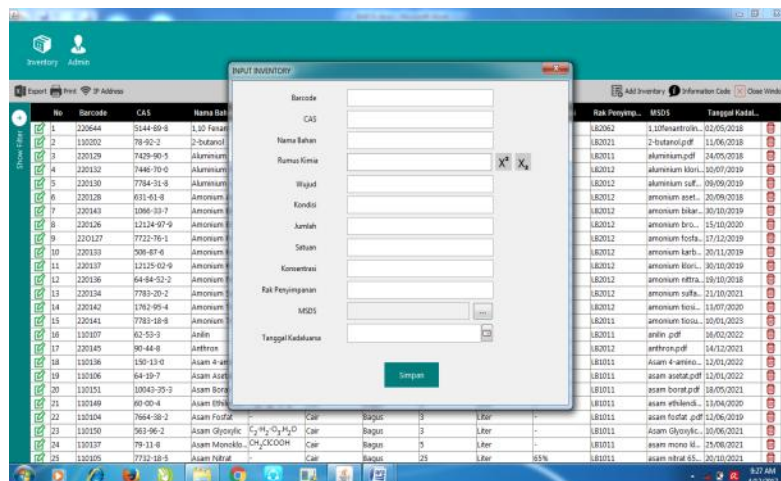 Inventory Admin
Export Print IP Address Add Inventory Information Code Close Windo
Show Filter
INPUT INVENTORY
Barcode
CAS
Nama Bahan
Rumus Kimia X² X₂
Wujud
Kondisi
Jumlah
Satuan
Konsentrasi
Rak Penyimpanan
MSDS ...
Tanggal Kadaluarsa
Simpan
No Barcode CAS Nama Bah Rak Penyimp... MSDS Tanggal Kadal...
1 220644 5144-89-8 1,10 Fenan LB2062 1,10fenantrolin... 02/05/2018
2 110202 78-92-2 2-butanol LB2021 2-butanol.pdf 11/06/2018
3 220129 7429-90-5 Aluminium LB2011 aluminium.pdf 24/05/2018
4 220132 7446-70-0 Aluminium LB2012 aluminium klori... 10/07/2019
5 220130 7784-31-8 Aluminium LB2012 aluminium sulf... 09/09/2019
6 220128 631-61-8 Amonium LB2012 amonium aset... 20/09/2018
7 220143 1066-33-7 Amonium LB2012 amonium bikar... 30/10/2019
8 220126 12124-97-9 Amonium LB2012 amonium bro... 15/10/2020
9 220127 7722-76-1 Amonium LB2012 amonium fosfa... 17/12/2019
10 220133 506-87-6 Amonium LB2012 amonium karb... 20/11/2019
11 220137 12125-02-9 Amonium LB2012 amonium klori... 30/10/2019
12 220136 64-84-52-2 Amonium LB2012 amonium nittra... 19/10/2018
13 220134 7783-20-2 Amonium LB2012 amonium sulfa... 21/10/2021
14 220142 1762-95-4 Amonium LB2012 amonium tiosi... 13/07/2020
15 220141 7783-18-8 Amonium LB2011 amonium tiosu... 10/01/2023
16 110107 62-53-3 Anilin LB2011 anilin .pdf 16/02/2022
17 220145 90-44-8 Anthron LB2012 anthron.pdf 14/12/2021
18 110136 150-13-0 Asam 4-am LB1011 Asam 4-amino... 12/01/2022
19 110106 64-19-7 Asam Aset LB1011 asam asetat.pdf 12/01/2022
20 110151 10043-35-3 Asam Bora LB1011 asam borat.pdf 18/05/2021
21 110149 60-00-4 Asam Ethil LB1011 asam ethilendi... 13/04/2020
22 110104 7664-38-2 Asam Fosfat - Cair Bagus 3 Liter - LB1011 asam fosfat .pdf 12/06/2019
23 110150 563-96-2 Asam Glyoxylic C₂H₂O₃H₂O Cair Bagus 3 Liter - LB1011 Asam Glyoxylic... 10/06/2021
24 110137 79-11-8 Asam Monoklo... CH₂ClCOOH Cair Bagus 5 Liter - LB1011 asam mono kl... 25/08/2021
25 110105 7732-18-5 Asam Nitrat - Cair Bagus 25 Liter 65% LB1011 asam nitrat 65... 20/10/2021
9:27 AM